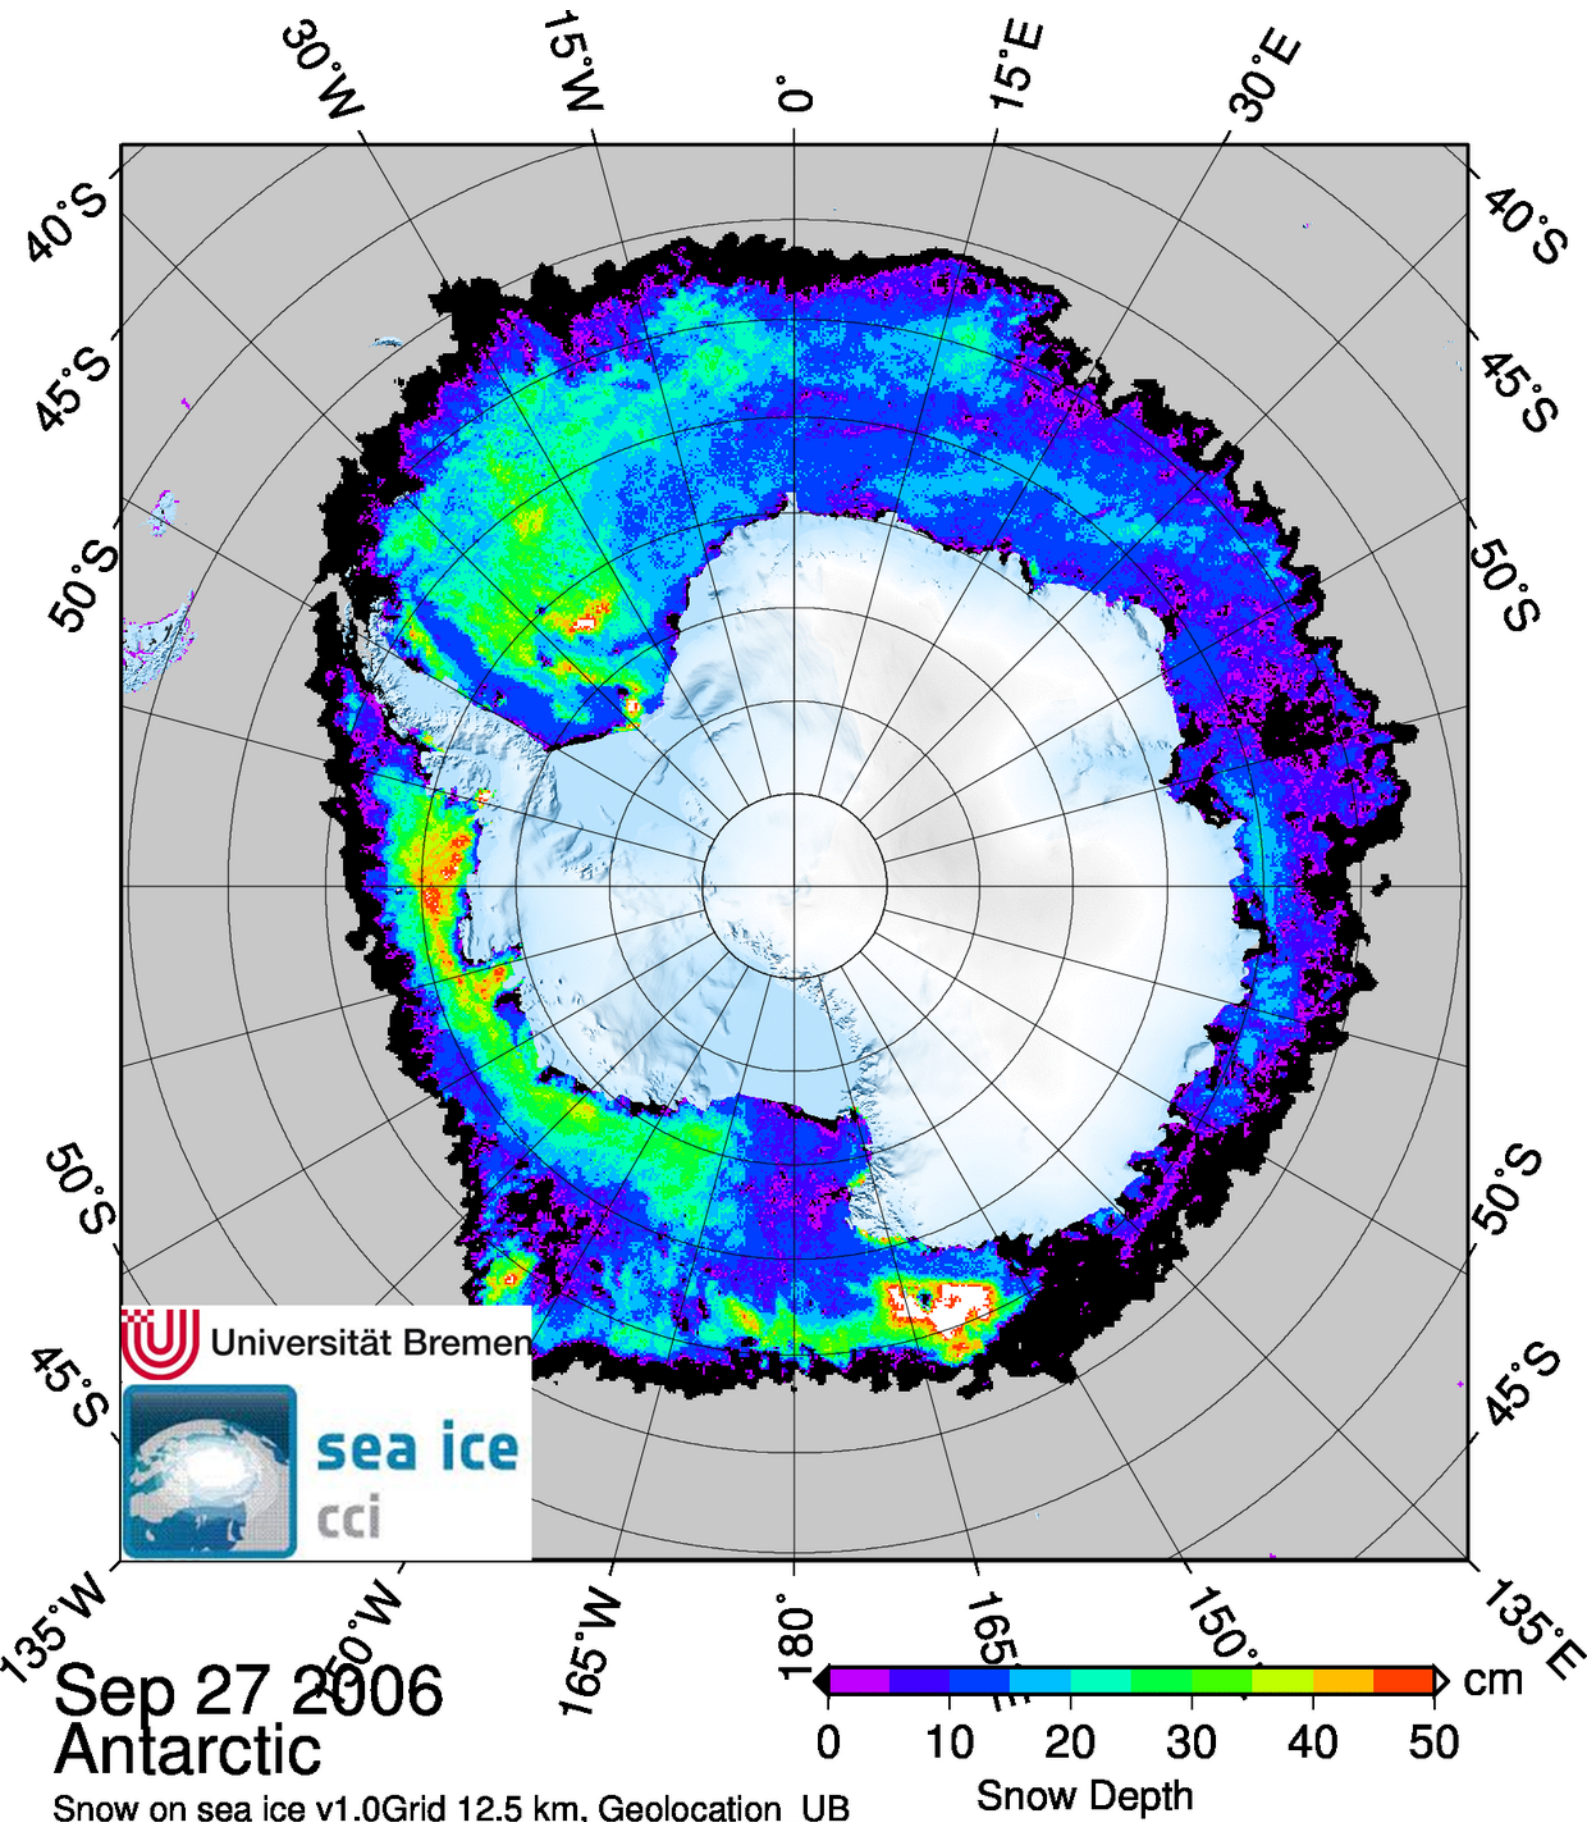 30°W 15°W 0° 15°E 30°E
40°S 40°S
45°S 45°S
50°S 50°S
50°S 50°S
45°S 45°S
Universität Bremen
sea ice
cci
135°W 165°W 180° 165°E 150° 135°E
Sep 27 2006
Antarctic
Snow on sea ice v1.0Grid 12.5 km, Geolocation UB
cm
0 10 20 30 40 50
Snow Depth